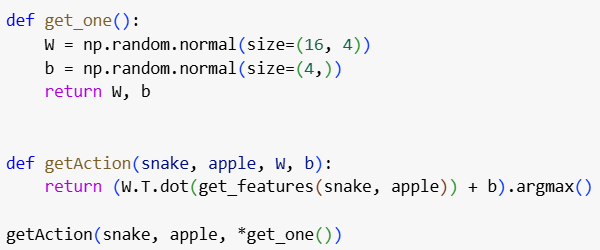 def get_one():
    W = np.random.normal(size=(16, 4))
    b = np.random.normal(size=(4,))
    return W, b
def getAction(snake, apple, W, b):
    return (W.T.dot(get_features(snake, apple)) + b).argmax()
getAction(snake, apple, *get_one())